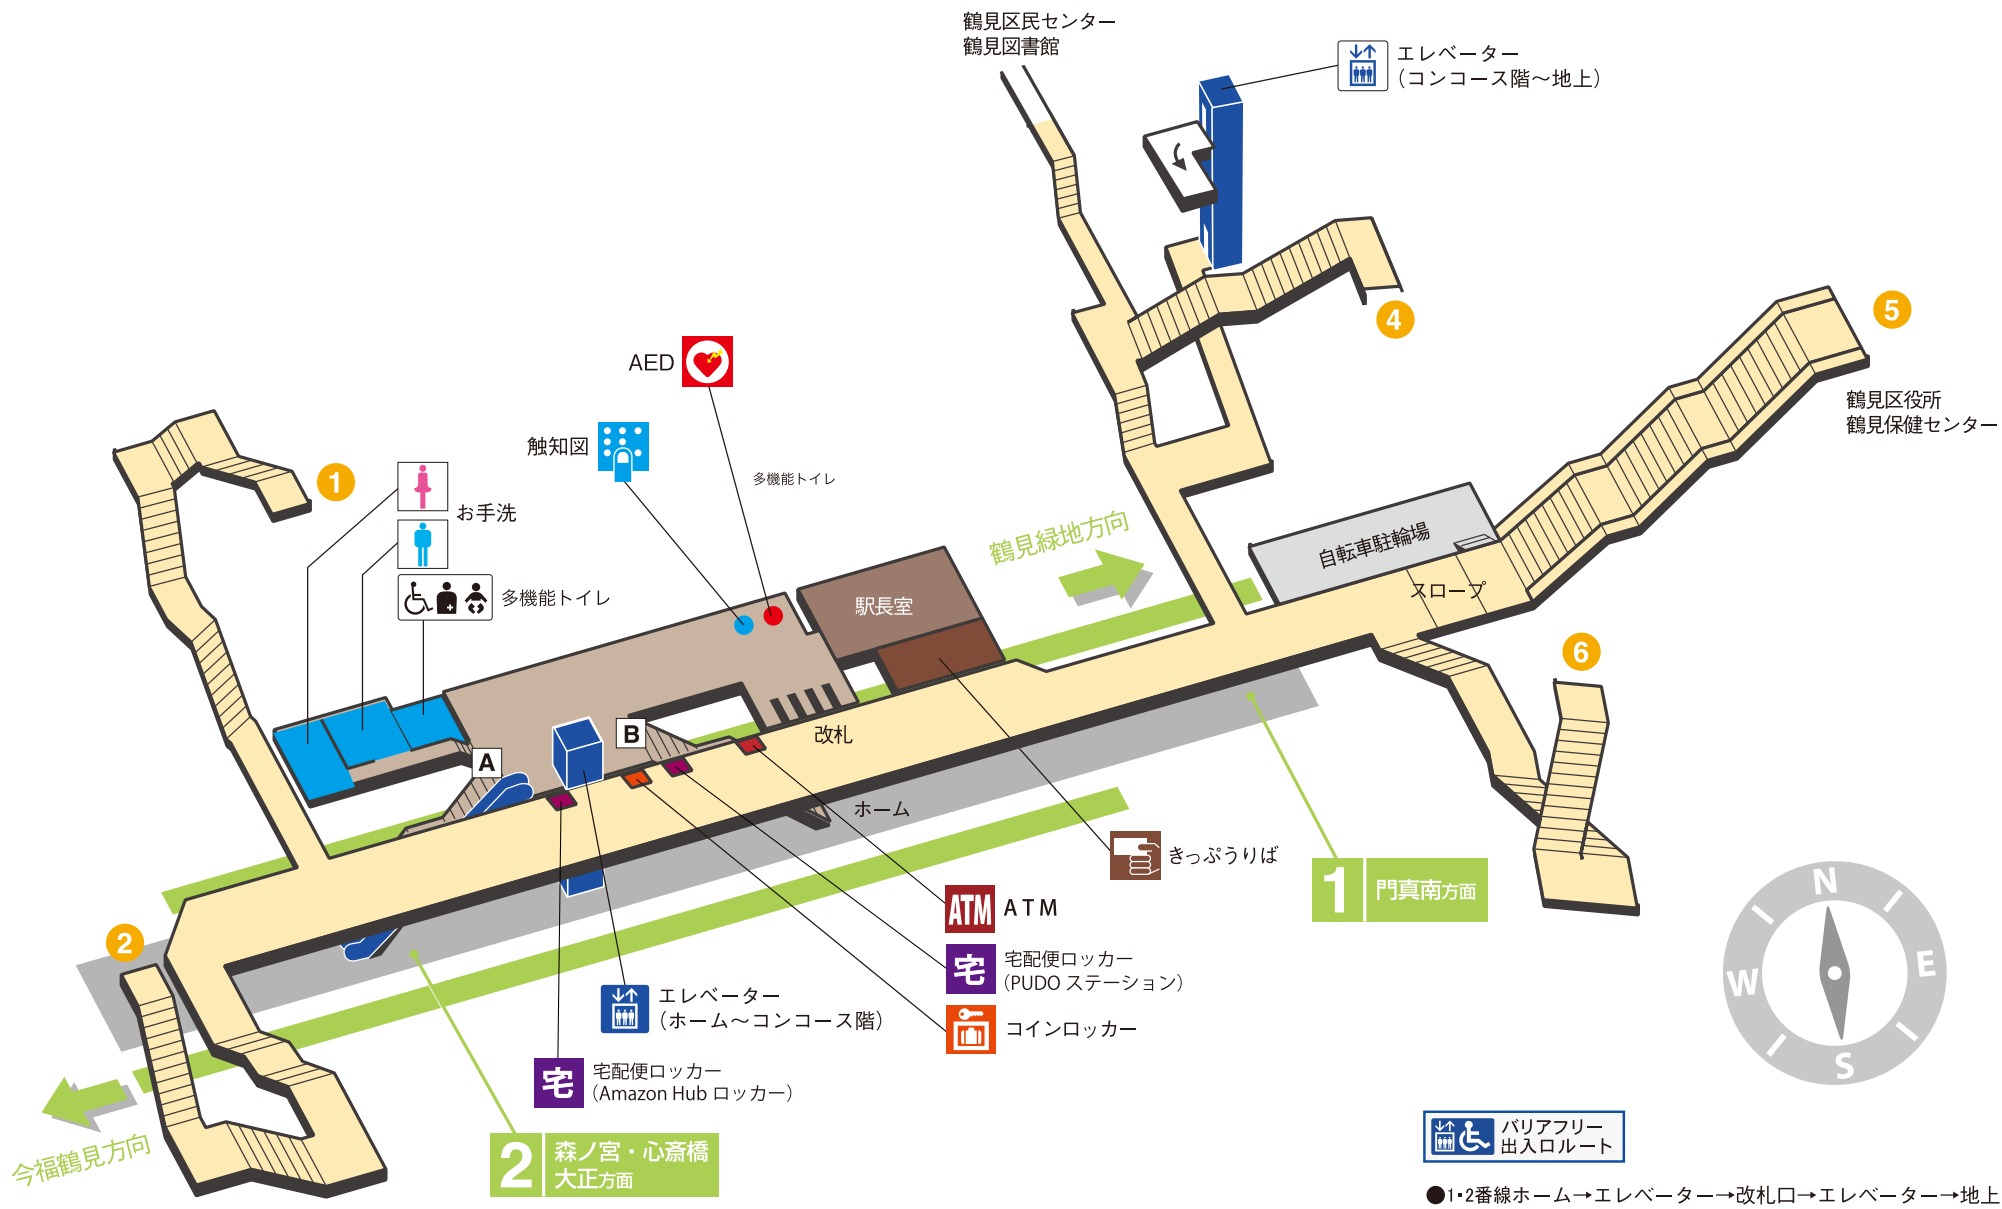 鶴見区民センター
鶴見図書館
エレベーター
(コンコース階～地上)
4
5
鶴見区役所
鶴見保健センター
AED
触知図
多機能トイレ
1
お手洗
多機能トイレ
鶴見緑地方向
自転車駐輪場
スロープ
駅長室
6
改札
A
B
ホーム
きっぷうりば
1 門真南方面
ATM ATM
宅 宅配便ロッカー
(PUDO ステーション)
コインロッカー
エレベーター
(ホーム～コンコース階)
宅 宅配便ロッカー
(Amazon Hub ロッカー)
2
今福鶴見方向
2 森ノ宮・心斎橋
大正方面
N
E
S
W
バリアフリー
出入口ルート
●1・2番線ホーム→エレベーター→改札口→エレベーター→地上